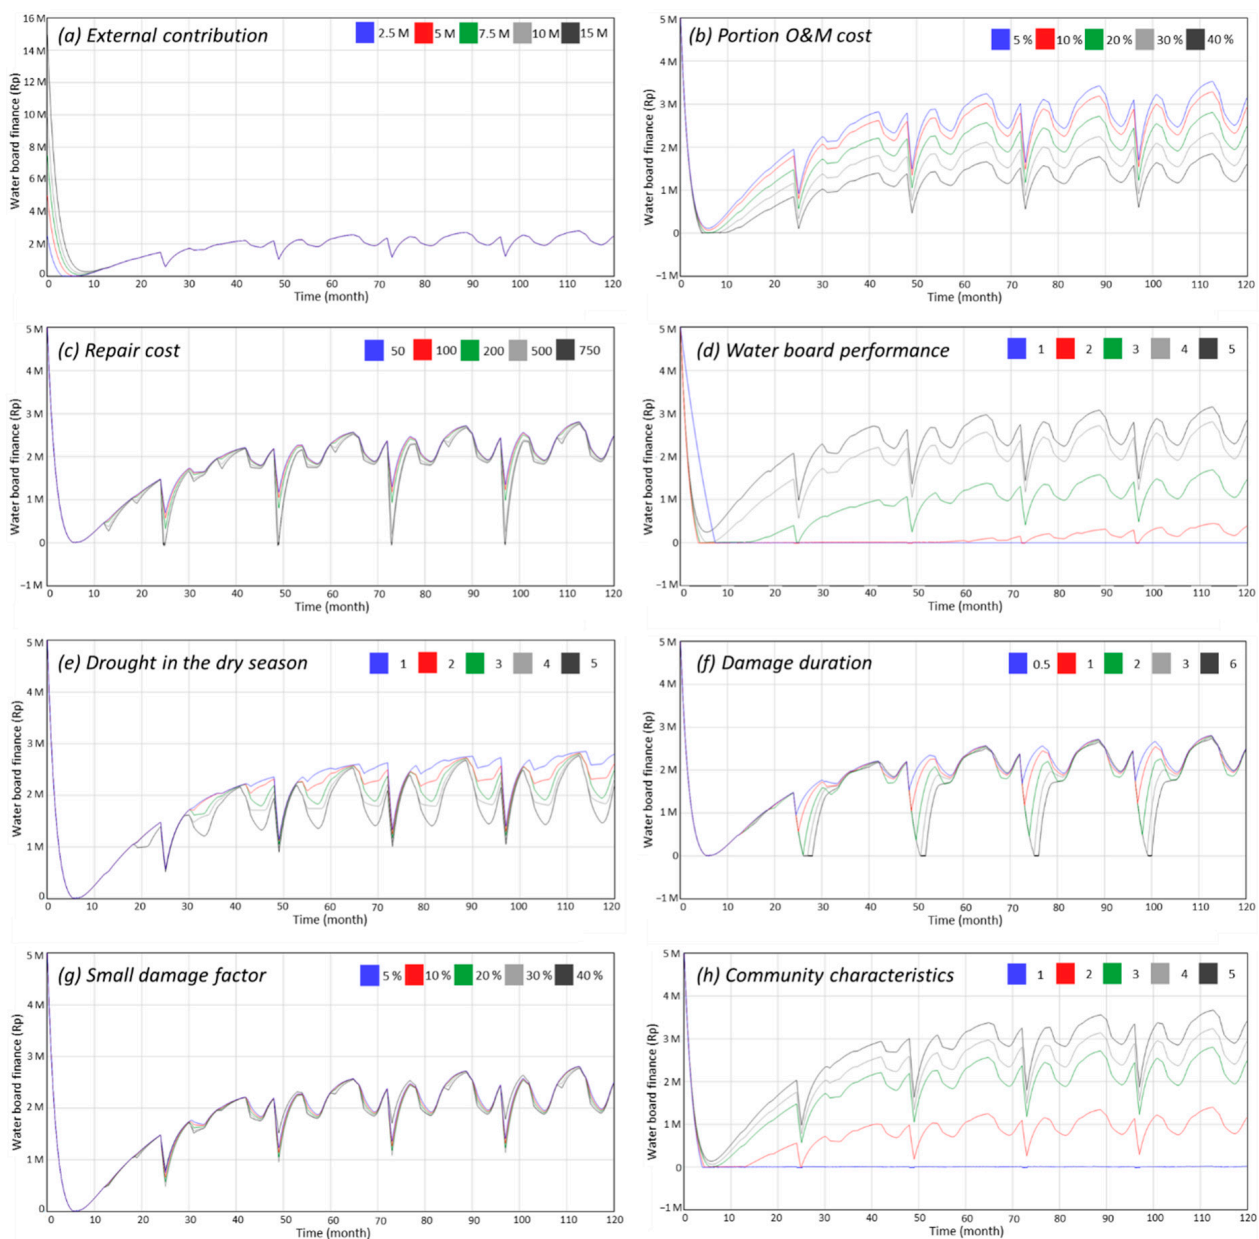 (a) External contribution
2.5 M 5 M 7.5 M 10 M 15 M
Water board finance (Rp)
16 M
14 M
12 M
10 M
8 M
6 M
4 M
2 M
0
0 10 20 30 40 50 60 70 80 90 100 110 120
Time (month)
(b) Portion O&M cost
5 % 10 % 20 % 30 % 40 %
Water board finance (Rp)
5 M
4 M
3 M
2 M
1 M
0
−1 M
0 10 20 30 40 50 60 70 80 90 100 110 120
Time (month)
(c) Repair cost
50 100 200 500 750
Water board finance (Rp)
5 M
4 M
3 M
2 M
1 M
0
−1 M
0 10 20 30 40 50 60 70 80 90 100 110 120
Time (month)
(d) Water board performance
1 2 3 4 5
Water board finance (Rp)
5 M
4 M
3 M
2 M
1 M
0
−1 M
0 10 20 30 40 50 60 70 80 90 100 110 120
Time (month)
(e) Drought in the dry season
1 2 3 4 5
Water board finance (Rp)
5 M
4 M
3 M
2 M
1 M
0
0 10 20 30 40 50 60 70 80 90 100 110 120
Time (month)
(f) Damage duration
0.5 1 2 3 6
Water board finance (Rp)
5 M
4 M
3 M
2 M
1 M
0
−1 M
0 10 20 30 40 50 60 70 80 90 100 110 120
Time (month)
(g) Small damage factor
5 % 10 % 20 % 30 % 40 %
Water board finance (Rp)
5 M
4 M
3 M
2 M
1 M
0
0 10 20 30 40 50 60 70 80 90 100 110 120
Time (month)
(h) Community characteristics
1 2 3 4 5
Water board finance (Rp)
5 M
4 M
3 M
2 M
1 M
0
−1 M
0 10 20 30 40 50 60 70 80 90 100 110 120
Time (month)